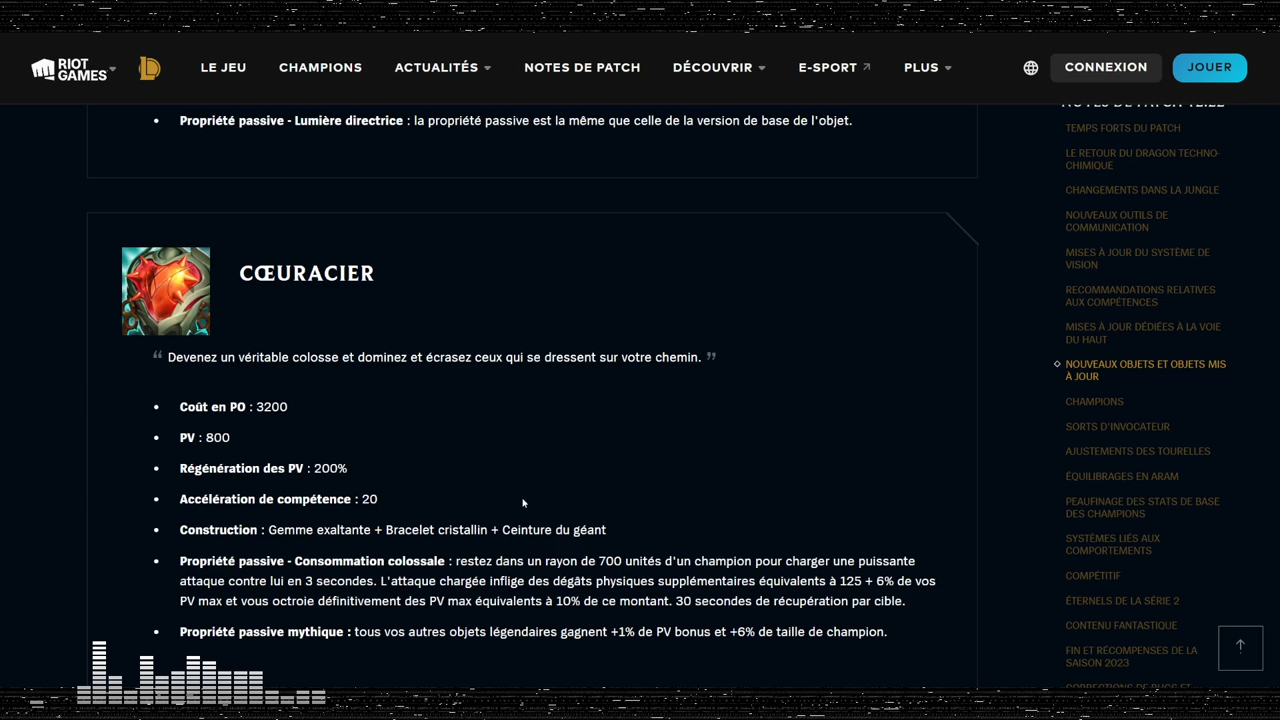 RIOT GAMES
LE JEU
CHAMPIONS
ACTUALITÉS
NOTES DE PATCH
DÉCOUVRIR
E-SPORT
PLUS
CONNEXION
JOUER
• Propriété passive - Lumière directrice : la propriété passive est la même que celle de la version de base de l'objet.
CŒURACIER
“ Devenez un véritable colosse et dominez et écrasez ceux qui se dressent sur votre chemin. ”
• Coût en PO : 3200
• PV : 800
• Régénération des PV : 200%
• Accélération de compétence : 20
• Construction : Gemme exaltante + Bracelet cristallin + Ceinture du géant
• Propriété passive - Consommation colossale : restez dans un rayon de 700 unités d'un champion pour charger une puissante
attaque contre lui en 3 secondes. L'attaque chargée inflige des dégâts physiques supplémentaires équivalents à 125 + 6% de vos
PV max et vous octroie définitivement des PV max équivalents à 10% de ce montant. 30 secondes de récupération par cible.
• Propriété passive mythique : tous vos autres objets légendaires gagnent +1% de PV bonus et +6% de taille de champion.
NOTES DE PATCH
TEMPS FORTS DU PATCH
LE RETOUR DU DRAGON TECHNO-
CHIMIQUE
CHANGEMENTS DANS LA JUNGLE
NOUVEAUX OUTILS DE
COMMUNICATION
MISES À JOUR DU SYSTÈME DE
VISION
RECOMMANDATIONS RELATIVES
AUX COMPÉTENCES
MISES À JOUR DÉDIÉES À LA VOIE
DU HAUT
NOUVEAUX OBJETS ET OBJETS MIS
À JOUR
CHAMPIONS
SORTS D'INVOCATEUR
AJUSTEMENTS DES TOURELLES
ÉQUILIBRAGES EN ARAM
PEAUFINAGE DES STATS DE BASE
DES CHAMPIONS
SYSTÈMES LIÉS AUX
COMPORTEMENTS
COMPÉTITIF
ÉTERNELS DE LA SÉRIE 2
CONTENU FANTASTIQUE
FIN ET RÉCOMPENSES DE LA
SAISON 2023
CORRECTIONS DE BUGS ET